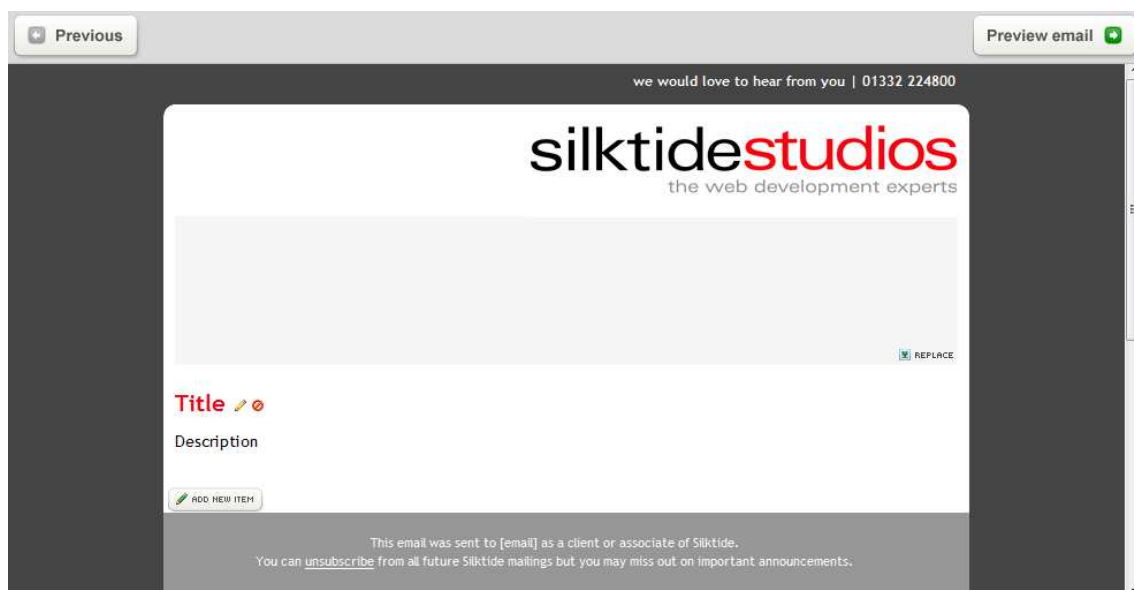 Previous
Preview email
we would love to hear from you | 01332 224800
silktidestudios
the web development experts
REPLACE
Title
Description
ADD NEW ITEM
This email was sent to [email] as a client or associate of Silktide.
You can unsubscribe from all future Silktide mailings but you may miss out on important announcements.